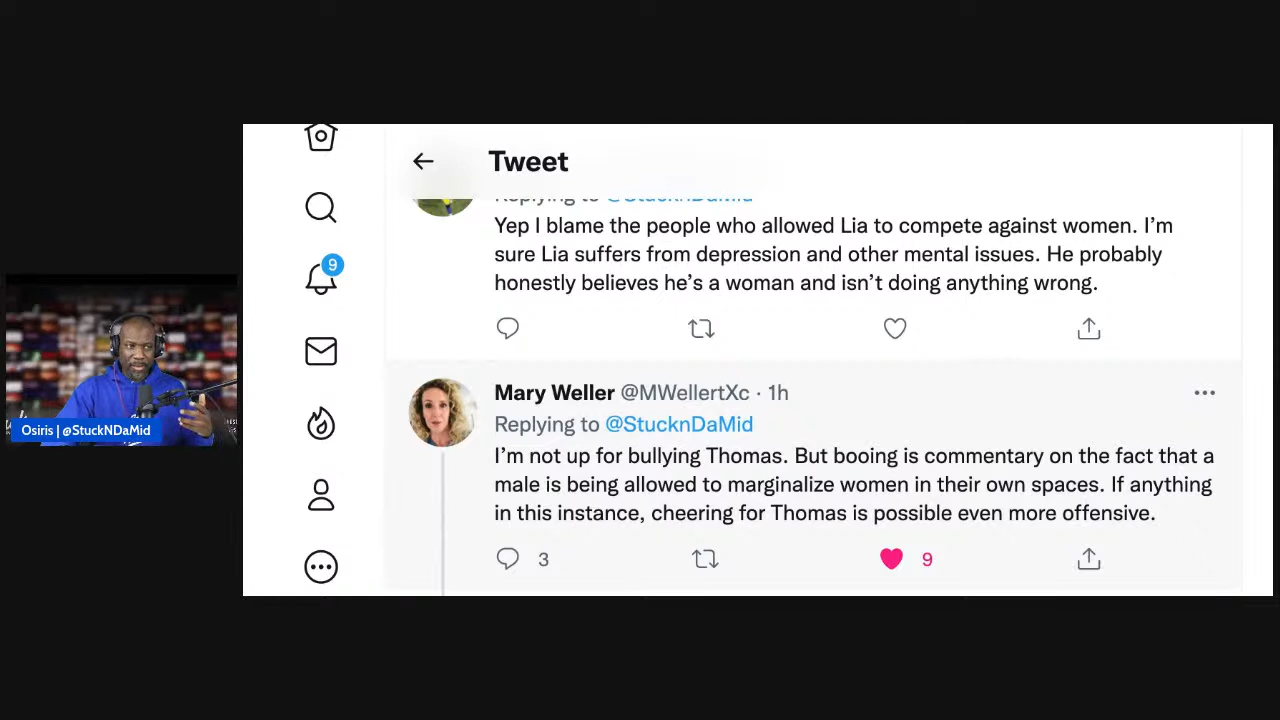 Tweet
Replying to @StucknDaMid
Yep I blame the people who allowed Lia to compete against women. I’m
sure Lia suffers from depression and other mental issues. He probably
honestly believes he’s a woman and isn’t doing anything wrong.
9
Mary Weller @MWellertXc · 1h
Replying to @StucknDaMid
I’m not up for bullying Thomas. But booing is commentary on the fact that a
male is being allowed to marginalize women in their own spaces. If anything
in this instance, cheering for Thomas is possible even more offensive.
3 9
Osiris | @StuckNDaMid